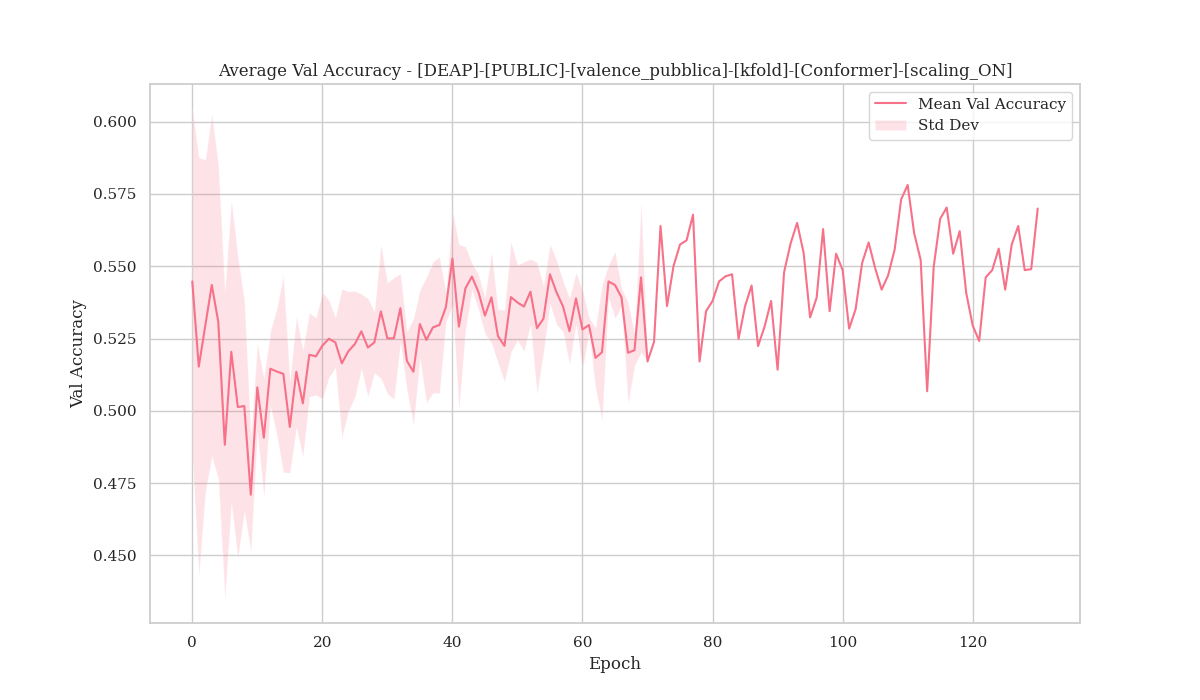 Average Val Accuracy - [DEAP]-[PUBLIC]-[valence_pubblica]-[kfold]-[Conformer]-[scaling_ON]
Mean Val Accuracy
Std Dev
0.600
0.575
0.550
0.525
0.500
0.475
0.450
Val Accuracy
0 20 40 60 80 100 120
Epoch